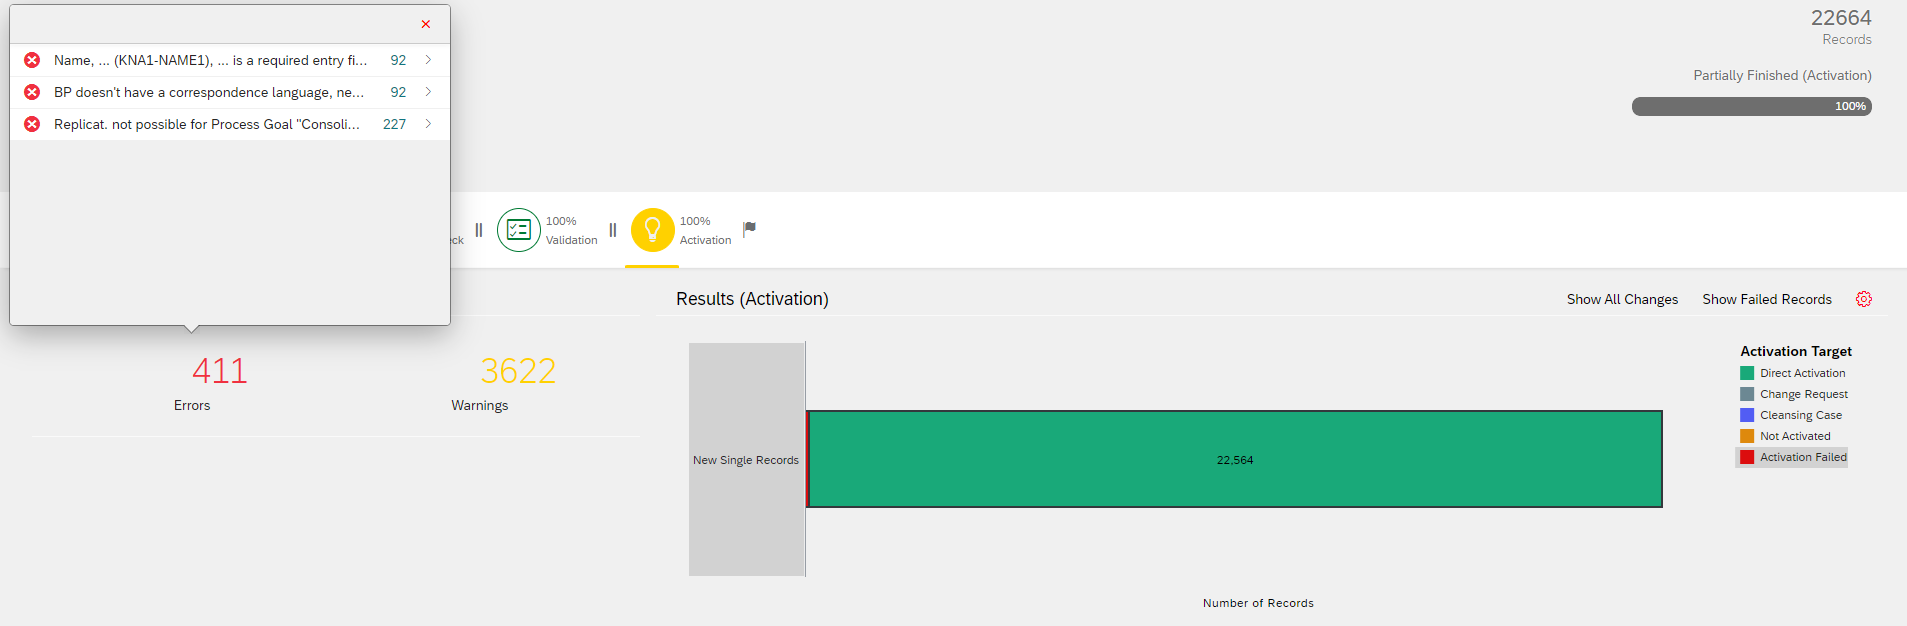 22664
Records
Partially Finished (Activation)
100%
Name, ... (KNA1-NAME1), ... is a required entry fi... 92
BP doesn't have a correspondence language, ne... 92
Replicat. not possible for Process Goal "Consoli... 227
eck
100%
Validation
100%
Activation
Results (Activation)
Show All Changes Show Failed Records
411
Errors
3622
Warnings
New Single Records
22,564
Number of Records
Activation Target
Direct Activation
Change Request
Cleansing Case
Not Activated
Activation Failed